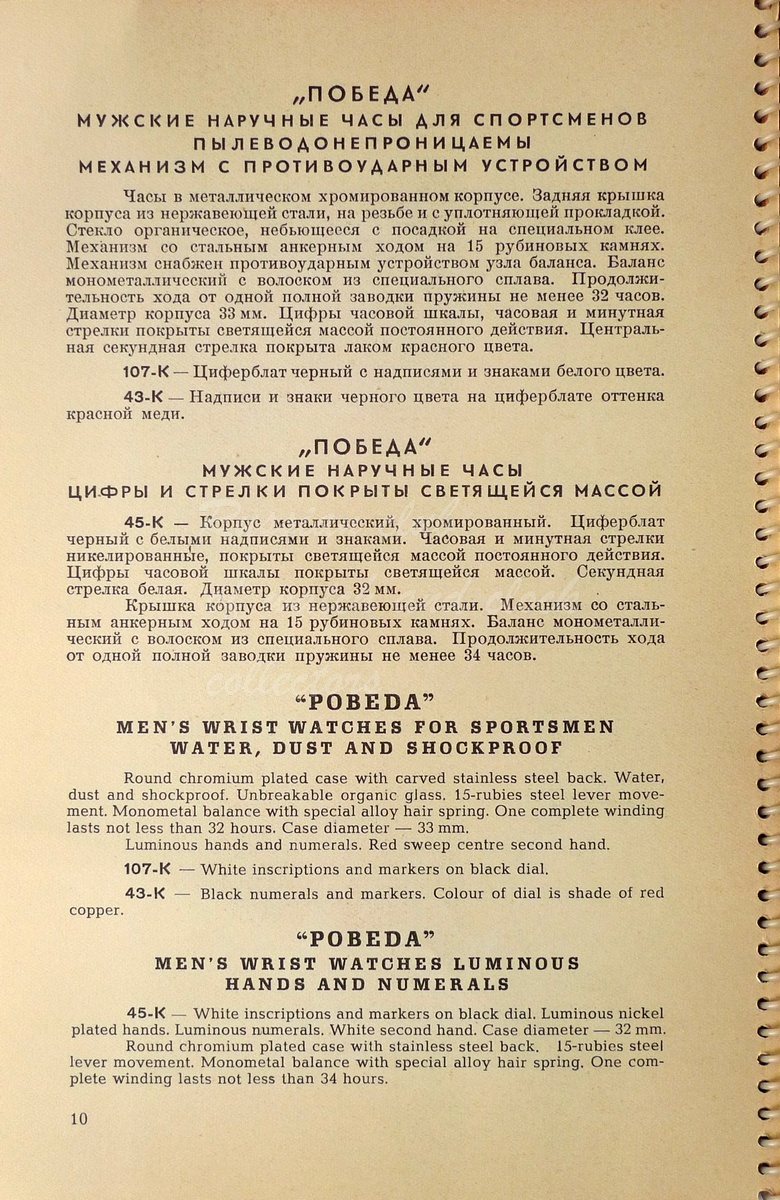 „ПОБЕДА“
МУЖСКИЕ НАРУЧНЫЕ ЧАСЫ ДЛЯ СПОРТСМЕНОВ
ПЫЛЕВОДОНЕПРОНИЦАЕМЫ
МЕХАНИЗМ С ПРОТИВОУДАРНЫМ УСТРОЙСТВОМ
Часы в металлическом хромированном корпусе. Задняя крышка
корпуса из нержавеющей стали, на резьбе и с уплотняющей прокладкой.
Стекло органическое, небьющееся с посадкой на специальном клее.
Механизм со стальным анкерным ходом на 15 рубиновых камнях.
Механизм снабжен противоударным устройством узла баланса. Баланс
монометаллический с волоском из специального сплава. Продолжи-
тельность хода от одной полной заводки пружины не менее 32 часов.
Диаметр корпуса 33 мм. Цифры часовой шкалы, часовая и минутная
стрелки покрыты светящейся массой постоянного действия. Централь-
ная секундная стрелка покрыта лаком красного цвета.
107-К — Циферблат черный с надписями и знаками белого цвета.
43-К — Надписи и знаки черного цвета на циферблате оттенка
красной меди.
„ПОБЕДА“
МУЖСКИЕ НАРУЧНЫЕ ЧАСЫ
ЦИФРЫ И СТРЕЛКИ ПОКРЫТЫ СВЕТЯЩЕЙСЯ МАССОЙ
45-К — Корпус металлический, хромированный. Циферблат
черный с белыми надписями и знаками. Часовая и минутная стрелки
никелированные, покрыты светящейся массой постоянного действия.
Цифры часовой шкалы покрыты светящейся массой. Секундная
стрелка белая. Диаметр корпуса 32 мм.
Крышка корпуса из нержавеющей стали. Механизм со сталь-
ным анкерным ходом на 15 рубиновых камнях. Баланс монометалли-
ческий с волоском из специального сплава. Продолжительность хода
от одной полной заводки пружины не менее 34 часов.
collectors
“POBEDA”
MEN'S WRIST WATCHES FOR SPORTSMEN
WATER, DUST AND SHOCKPROOF
Round chromium plated case with carved stainless steel back. Water,
dust and shockproof. Unbreakable organic glass. 15-rubies steel lever move-
ment. Monometal balance with special alloy hair spring. One complete winding
lasts not less than 32 hours. Case diameter — 33 mm.
Luminous hands and numerals. Red sweep centre second hand.
107-К — White inscriptions and markers on black dial.
43-К — Black numerals and markers. Colour of dial is shade of red
copper.
“POBEDA”
MEN'S WRIST WATCHES LUMINOUS
HANDS AND NUMERALS
45-К — White inscriptions and markers on black dial. Luminous nickel
plated hands. Luminous numerals. White second hand. Case diameter — 32 mm.
Round chromium plated case with stainless steel back. 15-rubies steel
lever movement. Monometal balance with special alloy hair spring. One com-
plete winding lasts not less than 34 hours.
10